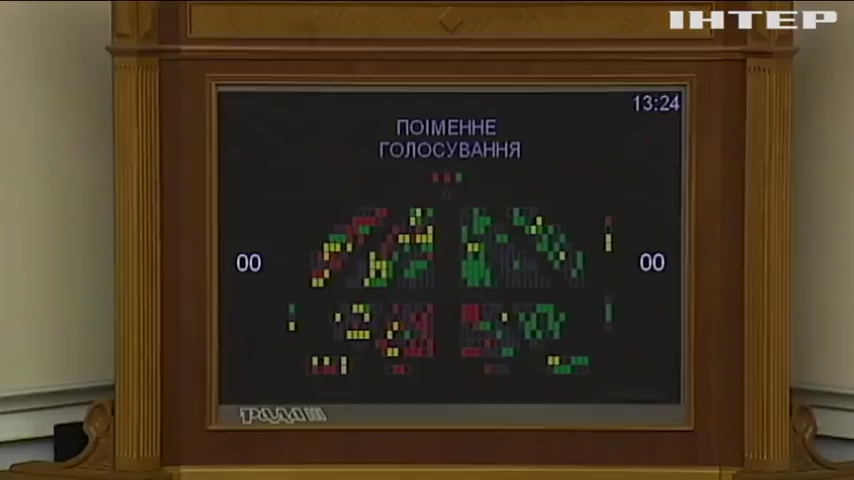 ІНТЕР
13:24
ПОІМЕННЕ
ГОЛОСУВАННЯ
00
00
РАДА